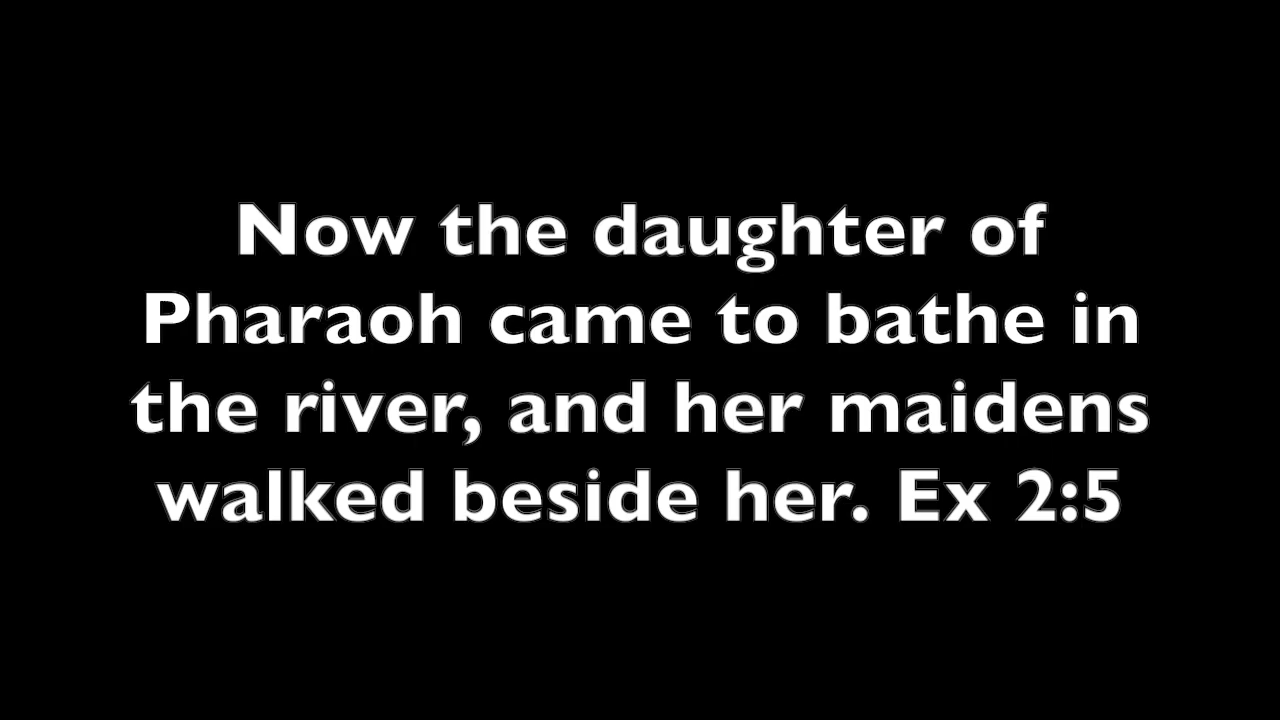 Now the daughter of
Pharaoh came to bathe in
the river, and her maidens
walked beside her. Ex 2:5